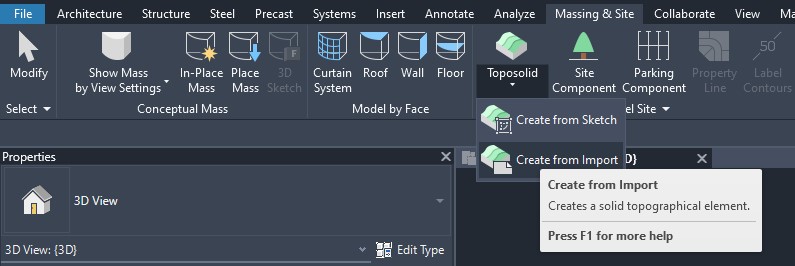 File Architecture Structure Steel Precast Systems Insert Annotate Analyze Massing & Site Collaborate View
Modify
Show Mass
by View Settings
In-Place
Mass
Place
Mass
3D
Sketch
Curtain
System
Roof
Wall
Floor
Toposolid
Site
Component
Parking
Component
Property
Line
Label
Contours
50
F
Select
Conceptual Mass
Model by Face
Create from Sketch
Create from Import
Site
Create from Import
Creates a solid topographical element.
Press F1 for more help
Properties
3D View
3D View: {3D}
Edit Type